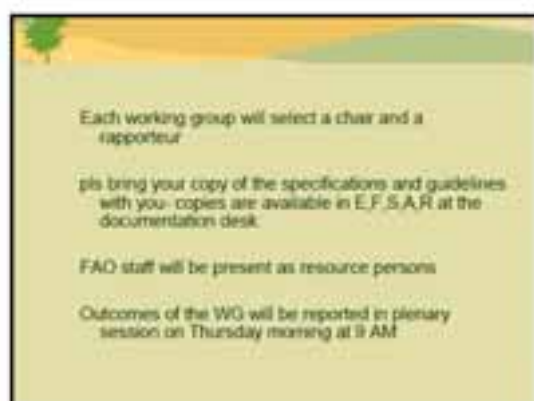 Each working group will select a chair and a
rapporteur
pls bring your copy of the specifications and guidelines
with you- copies are available in E,F,S,A,R at the
documentation desk
FAO staff will be present as resource persons
Outcomes of the WG will be reported in plenary
session on Thursday morning at 9 AM